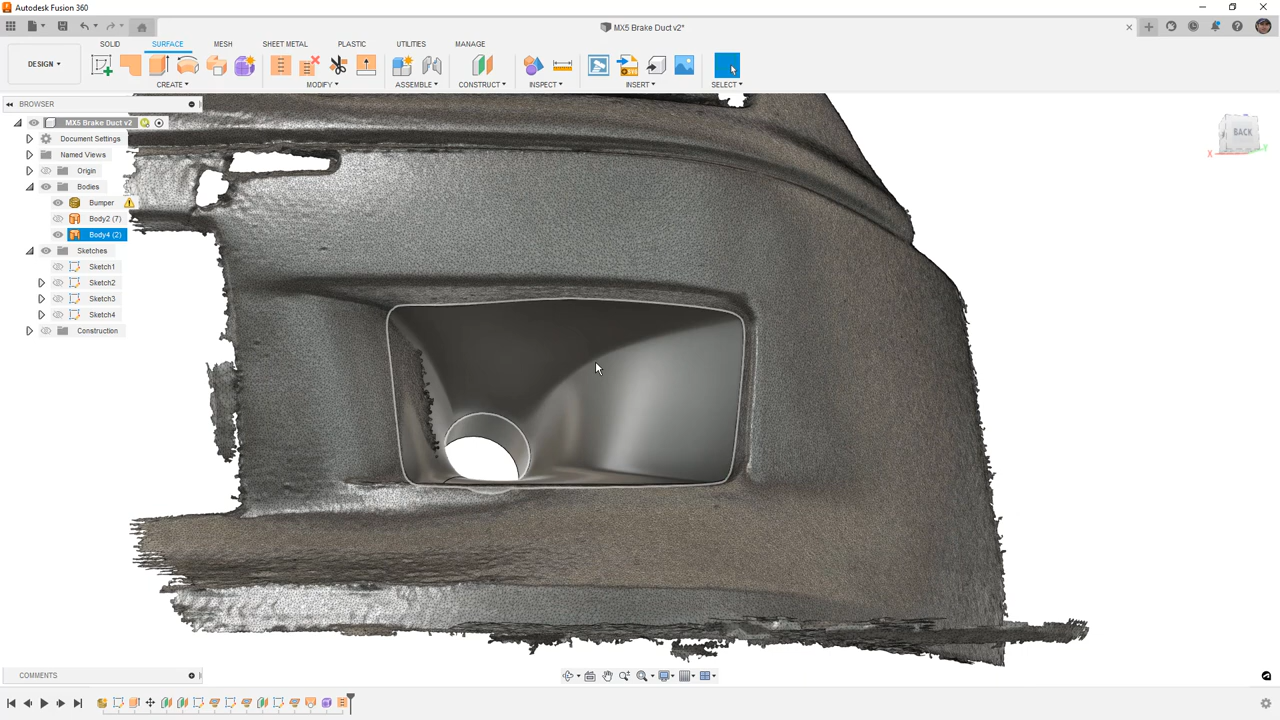 Autodesk Fusion 360
MX5 Brake Duct v2*
DESIGN
SOLID
SURFACE
MESH
SHEET METAL
PLASTIC
UTILITIES
MANAGE
CREATE
MODIFY
ASSEMBLE
CONSTRUCT
INSPECT
INSERT
SELECT
BROWSER
MX5 Brake Duct v2
Document Settings
Named Views
Origin
Bodies
Bumper
Body2 (7)
Body4 (2)
Sketches
Sketch1
Sketch2
Sketch3
Sketch4
Construction
BACK
X
Y
COMMENTS